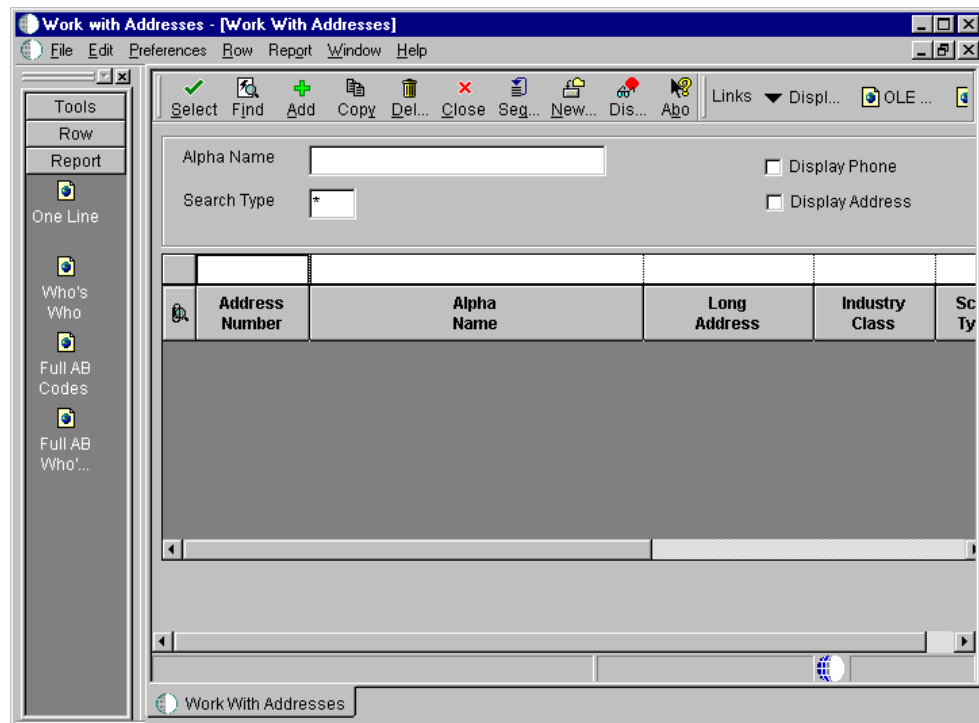 Work with Addresses - [Work With Addresses]
File Edit Preferences Row Report Window Help
Tools
Row
Report
One Line
Who's
Who
Full AB
Codes
Full AB
Who'...
Select Find Add Copy Del... Close Seq... New... Dis... Abo Links Displ... OLE ...
Alpha Name
Display Phone
Search Type *
Display Address
Address
Number
Alpha
Name
Long
Address
Industry
Class
Sc
Ty
Work With Addresses